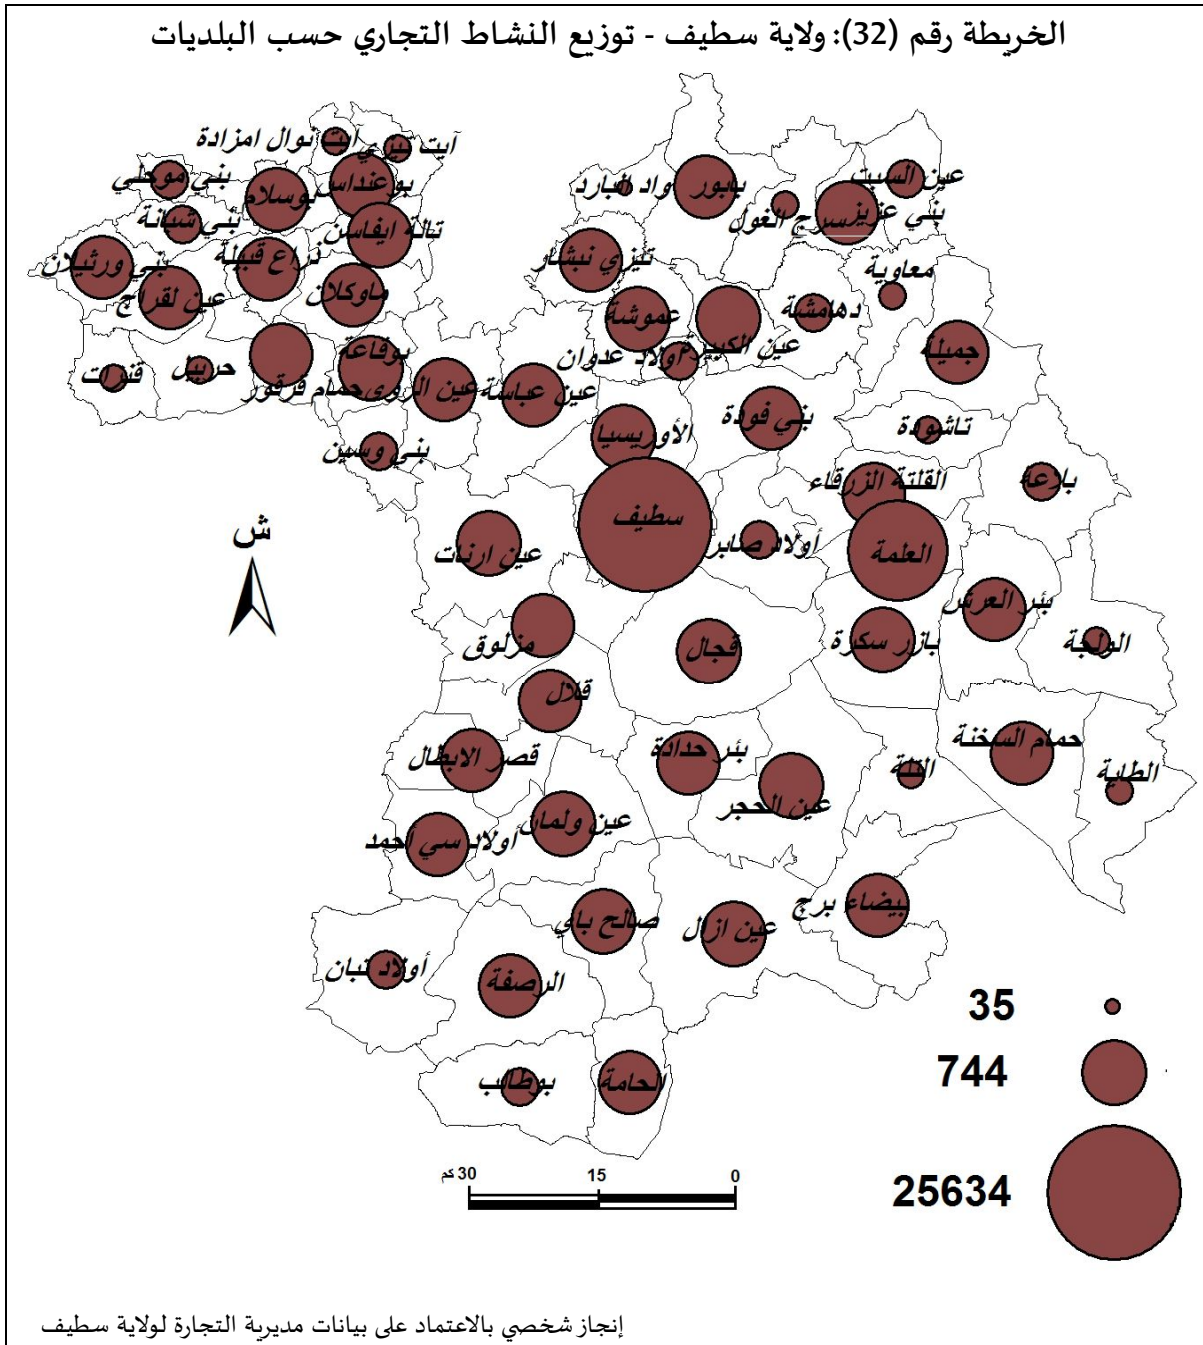 الخريطة رقم (32): ولاية سطيف - توزيع النشاط التجاري حسب البلديات
آيت نوال امزادة
آيت تيزي
بني موحلي
بوسلام
بوعنداس
بني شبانة
تالة ايفاسن
بني ورثيلان
عين لقراج
ذراع قبيلة
ماوكلان
قنزات
حربيل
حمام قرقور
بوقاعة
عين الروى
بني وسين
عين عباسة
واد البارد
بابور
سرج الغول
عين السبت
بني عزيز
تيزي نبشار
معاوية
عموشة
دهامشة
عين الكبيرة
أولاد عدوان
جميلة
بني فودة
تاشودة
الأوريسيا
القلتة الزرقاء
بلاعة
سطيف
أولاد صابر
العلمة
عين ارنات
ش
بئر العرش
الولجة
مزلوق
قجال
بازر سكرة
قلال
قصر الابطال
بئر حدادة
عين الحجر
التلة
حمام السخنة
الطاية
أولاد سي أحمد
عين ولمان
صالح باي
عين ازال
بيضاء برج
أولاد تبان
الرصفة
بوطالب
الحامة
35
744
25634
30 كم
15
0
إنجاز شخصي بالاعتماد على بيانات مديرية التجارة لولاية سطيف